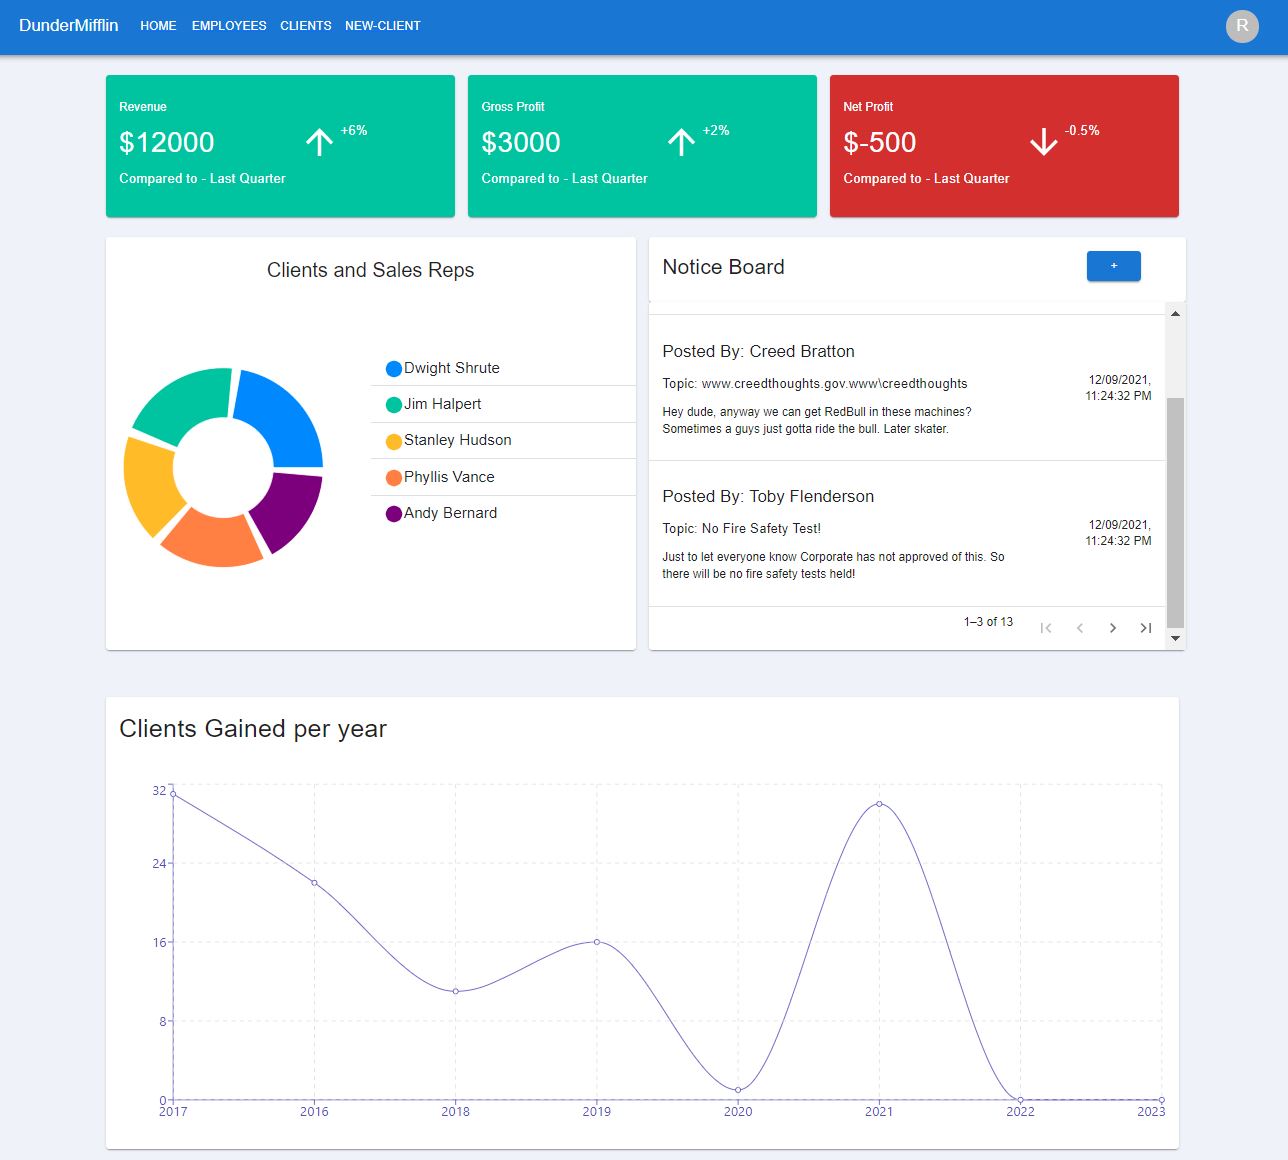 DunderMifflin HOME EMPLOYEES CLIENTS NEW-CLIENT R
Revenue
$12000 +6%
Compared to - Last Quarter
Gross Profit
$3000 +2%
Compared to - Last Quarter
Net Profit
$-500 -0.5%
Compared to - Last Quarter
Clients and Sales Reps
Dwight Shrute
Jim Halpert
Stanley Hudson
Phyllis Vance
Andy Bernard
Notice Board +
Posted By: Creed Bratton
Topic: www.creedthoughts.gov.www\creedthoughts
12/09/2021,
11:24:32 PM
Hey dude, anyway we can get RedBull in these machines?
Sometimes a guys just gotta ride the bull. Later skater.
Posted By: Toby Flenderson
Topic: No Fire Safety Test!
12/09/2021,
11:24:32 PM
Just to let everyone know Corporate has not approved of this. So
there will be no fire safety tests held!
1–3 of 13
Clients Gained per year
32
24
16
8
0
2017 2016 2018 2019 2020 2021 2022 2023